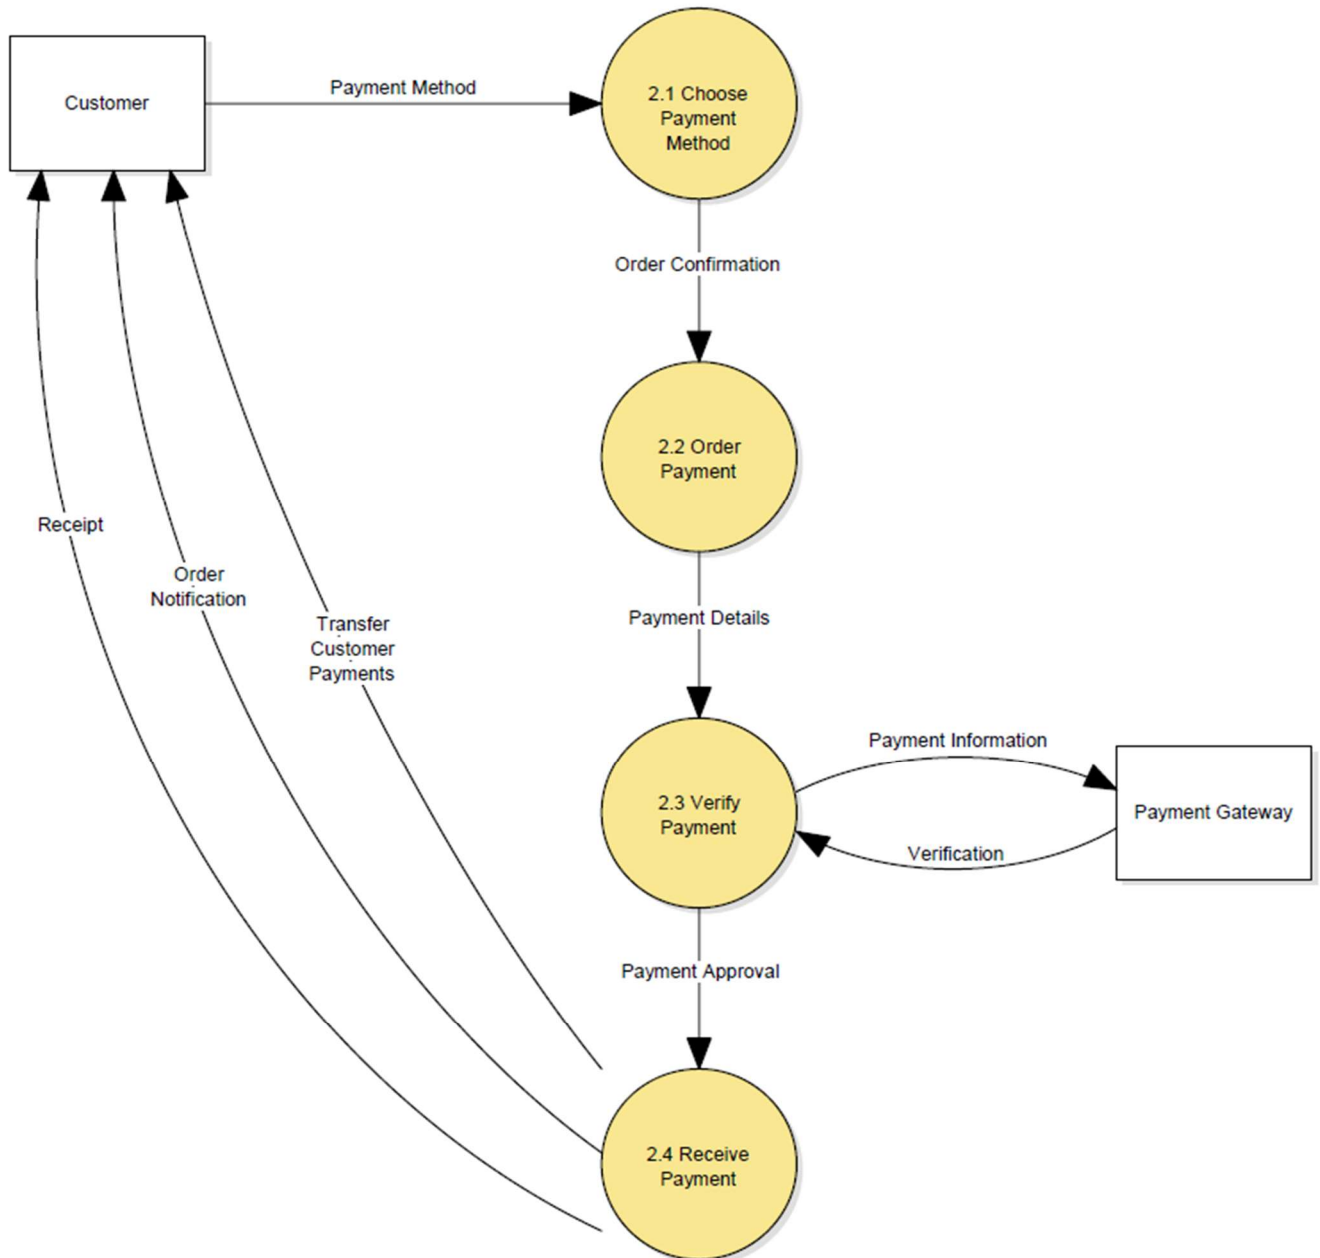 Customer
Payment Method
2.1 Choose
Payment
Method
Order Confirmation
2.2 Order
Payment
Receipt
Order
Notification
Transfer
Customer
Payments
Payment Details
2.3 Verify
Payment
Payment Information
Payment Gateway
Verification
Payment Approval
2.4 Receive
Payment